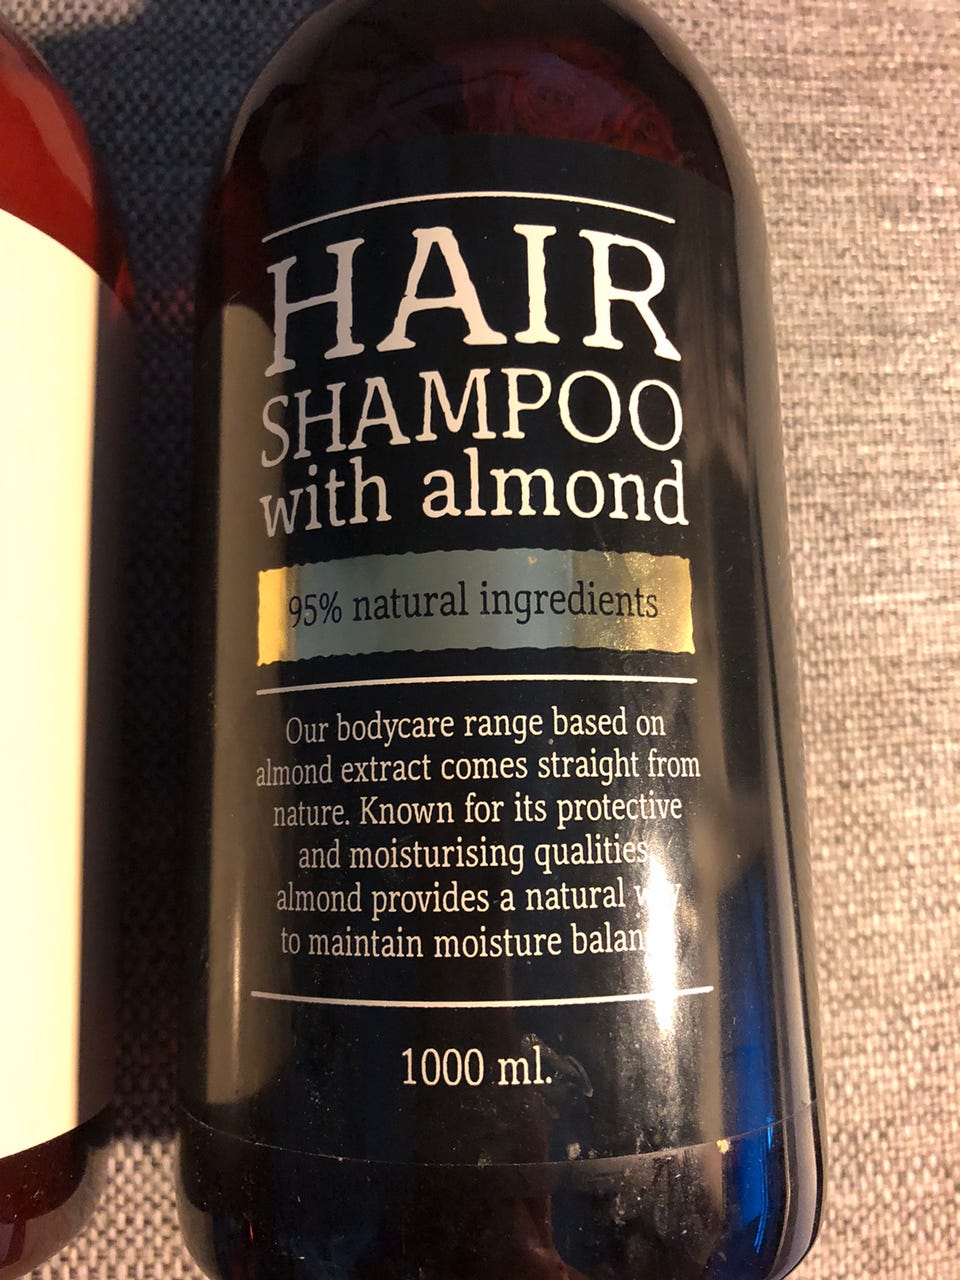 HAIR
SHAMPOO
with almond
95% natural ingredients
Our bodycare range based on
almond extract comes straight from
nature. Known for its protective
and moisturising qualities
almond provides a natural
to maintain moisture
1000 ml.